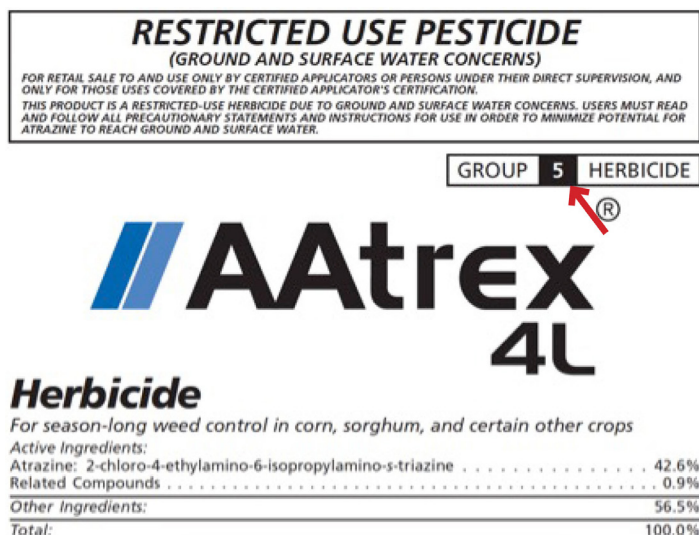 RESTRICTED USE PESTICIDE
(GROUND AND SURFACE WATER CONCERNS)
FOR RETAIL SALE TO AND USE ONLY BY CERTIFIED APPLICATORS OR PERSONS UNDER THEIR DIRECT SUPERVISION, AND
ONLY FOR THOSE USES COVERED BY THE CERTIFIED APPLICATOR'S CERTIFICATION.
THIS PRODUCT IS A RESTRICTED-USE HERBICIDE DUE TO GROUND AND SURFACE WATER CONCERNS. USERS MUST READ
AND FOLLOW ALL PRECAUTIONARY STATEMENTS AND INSTRUCTIONS FOR USE IN ORDER TO MINIMIZE POTENTIAL FOR
ATRAZINE TO REACH GROUND AND SURFACE WATER.
GROUP 5 HERBICIDE
AAtrex®
4L
Herbicide
For season-long weed control in corn, sorghum, and certain other crops
Active Ingredients:
Atrazine: 2-chloro-4-ethylamino-6-isopropylamino-s-triazine . . . . . . . . . . . . . . . . . . . 42.6%
Related Compounds . . . . . . . . . . . . . . . . . . . . . . . . . . . . . . . . . . . . . . . . . . . . . 0.9%
Other Ingredients: 56.5%
Total: 100.0%